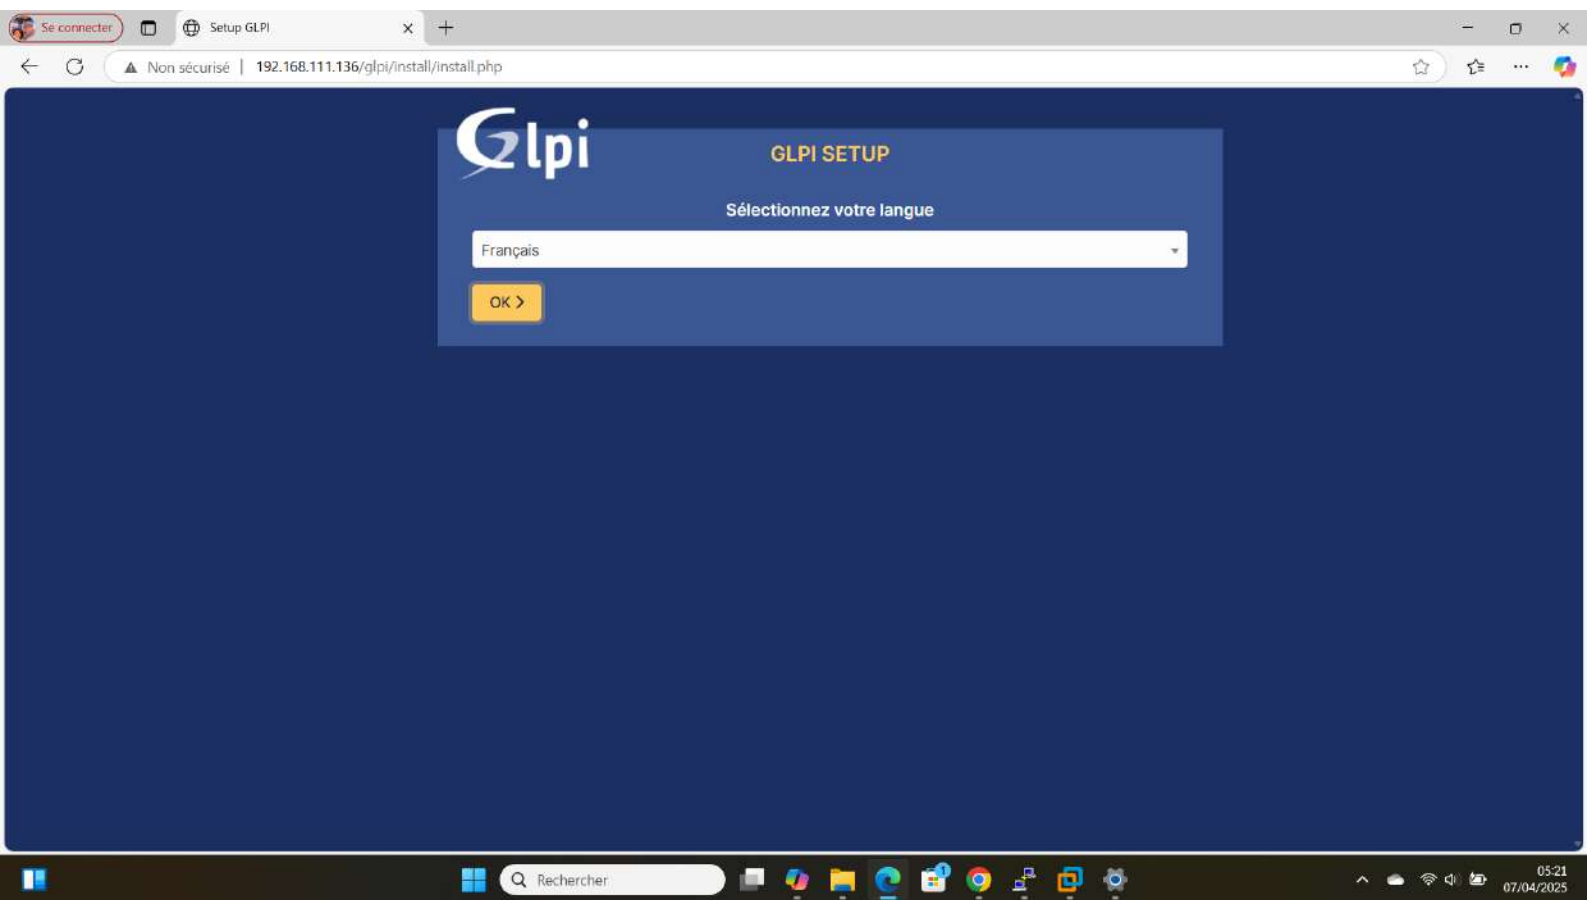 Se connecter
Setup GLPI
Non sécurisé | 192.168.111.136/glpi/install/install.php
Glpi
GLPI SETUP
Sélectionnez votre langue
Français
OK
Rechercher
1
05:21
07/04/2025